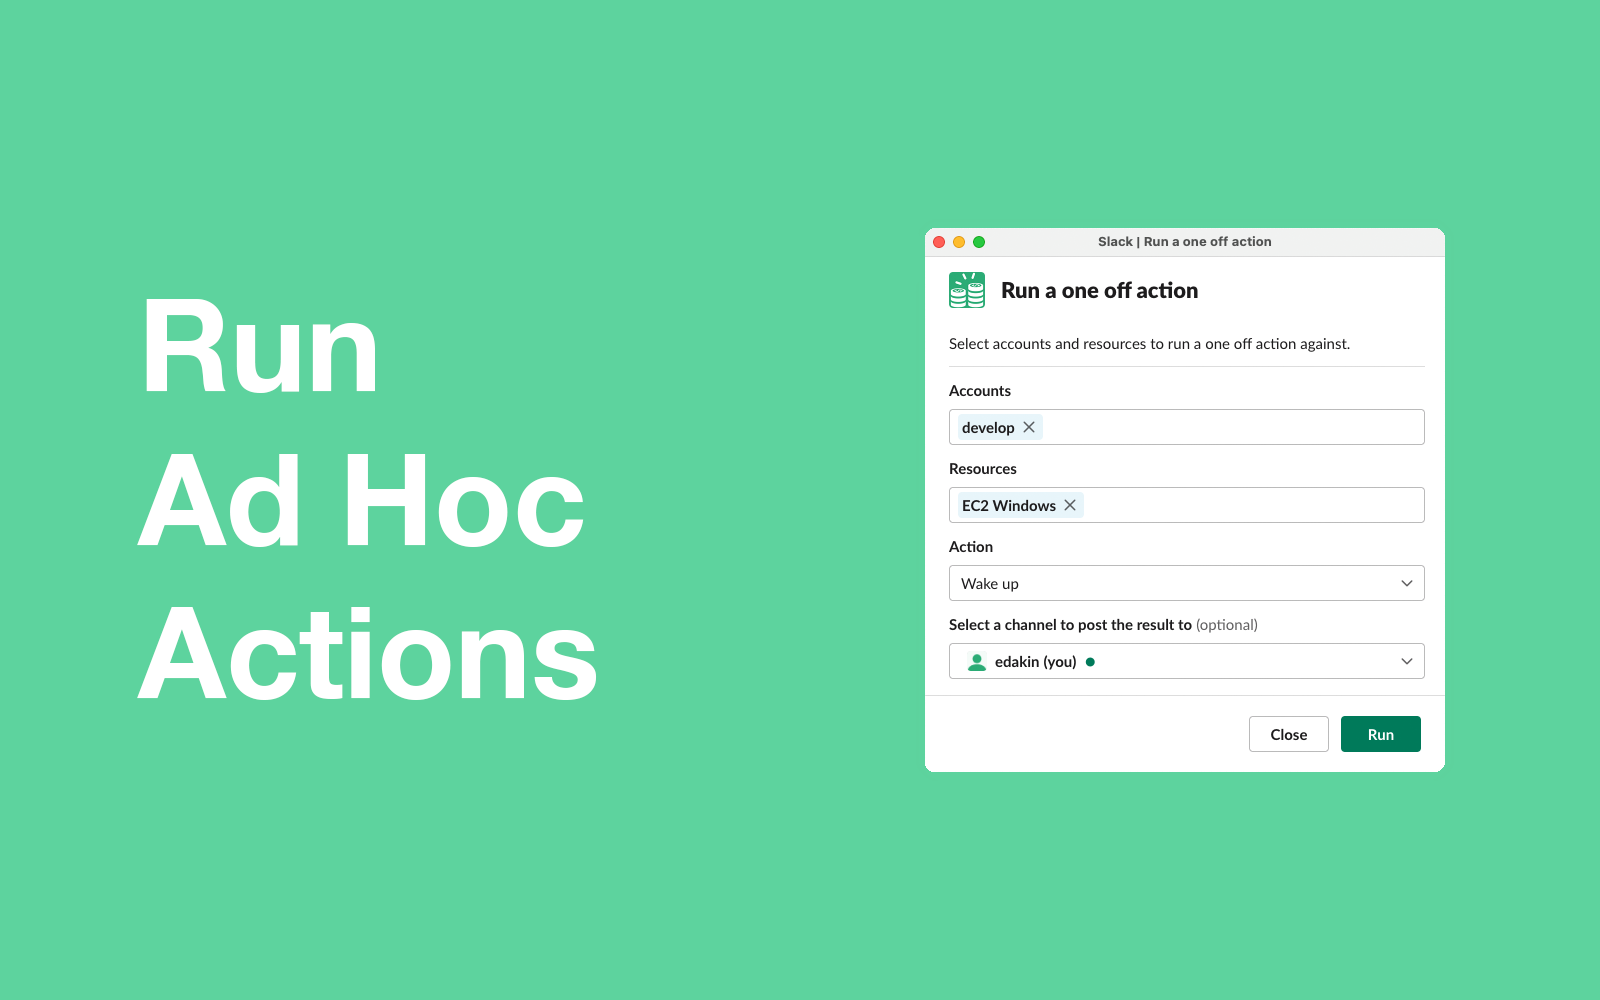 Run
Ad Hoc
Actions
Slack | Run a one off action
Run a one off action
Select accounts and resources to run a one off action against.
Accounts
develop
Resources
EC2 Windows
Action
Wake up
Select a channel to post the result to (optional)
edakin (you)
Close
Run